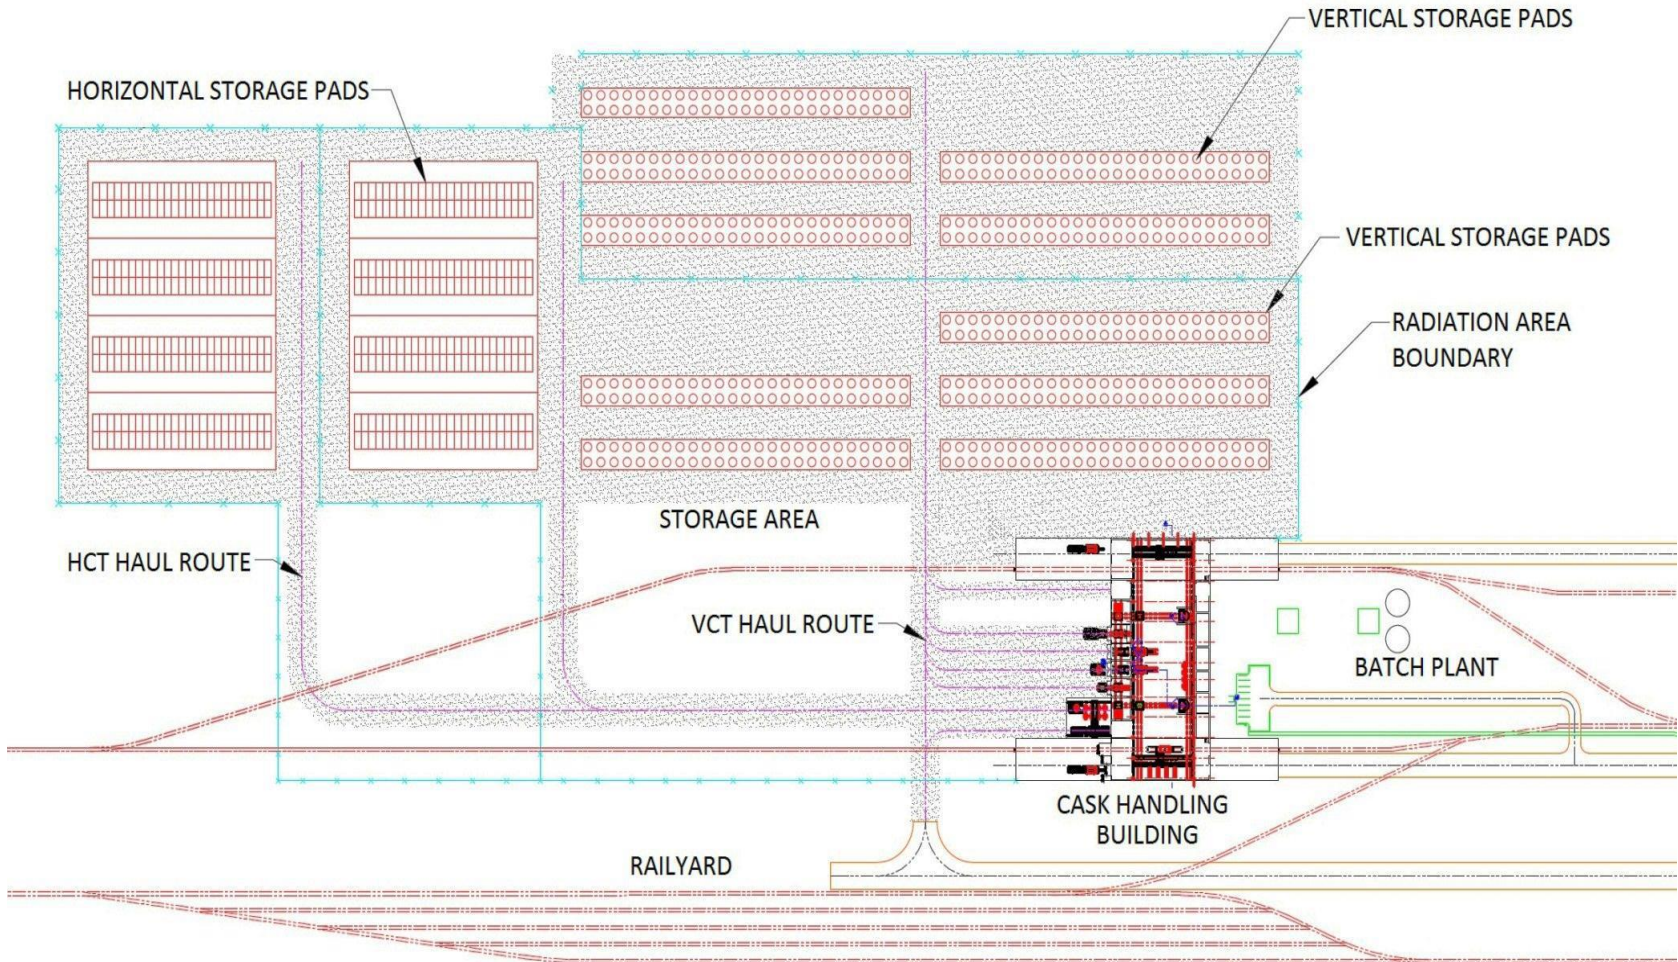 VERTICAL STORAGE PADS
HORIZONTAL STORAGE PADS
VERTICAL STORAGE PADS
RADIATION AREA
BOUNDARY
STORAGE AREA
HCT HAUL ROUTE
VCT HAUL ROUTE
BATCH PLANT
CASK HANDLING
BUILDING
RAILYARD